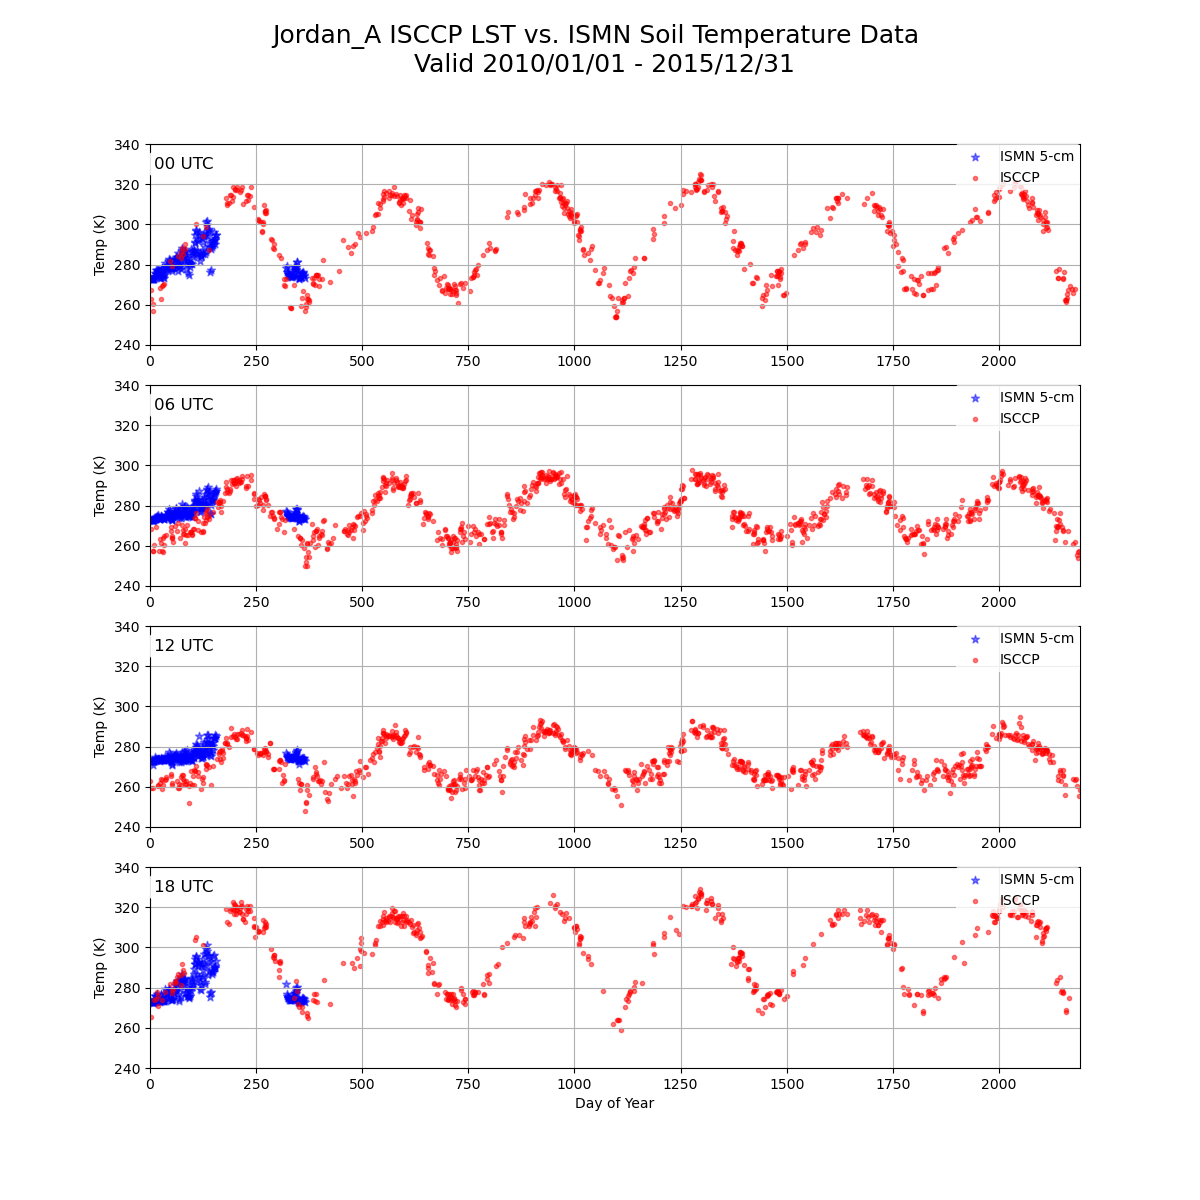 Jordan_A ISCCP LST vs. ISMN Soil Temperature Data
Valid 2010/01/01 - 2015/12/31
340
320
300
280
260
240
Temp (K)
00 UTC
ISMN 5-cm
ISCCP
0 250 500 750 1000 1250 1500 1750 2000
340
320
300
280
260
240
Temp (K)
06 UTC
ISMN 5-cm
ISCCP
0 250 500 750 1000 1250 1500 1750 2000
340
320
300
280
260
240
Temp (K)
12 UTC
ISMN 5-cm
ISCCP
0 250 500 750 1000 1250 1500 1750 2000
340
320
300
280
260
240
Temp (K)
18 UTC
ISMN 5-cm
ISCCP
0 250 500 750 1000 1250 1500 1750 2000
Day of Year